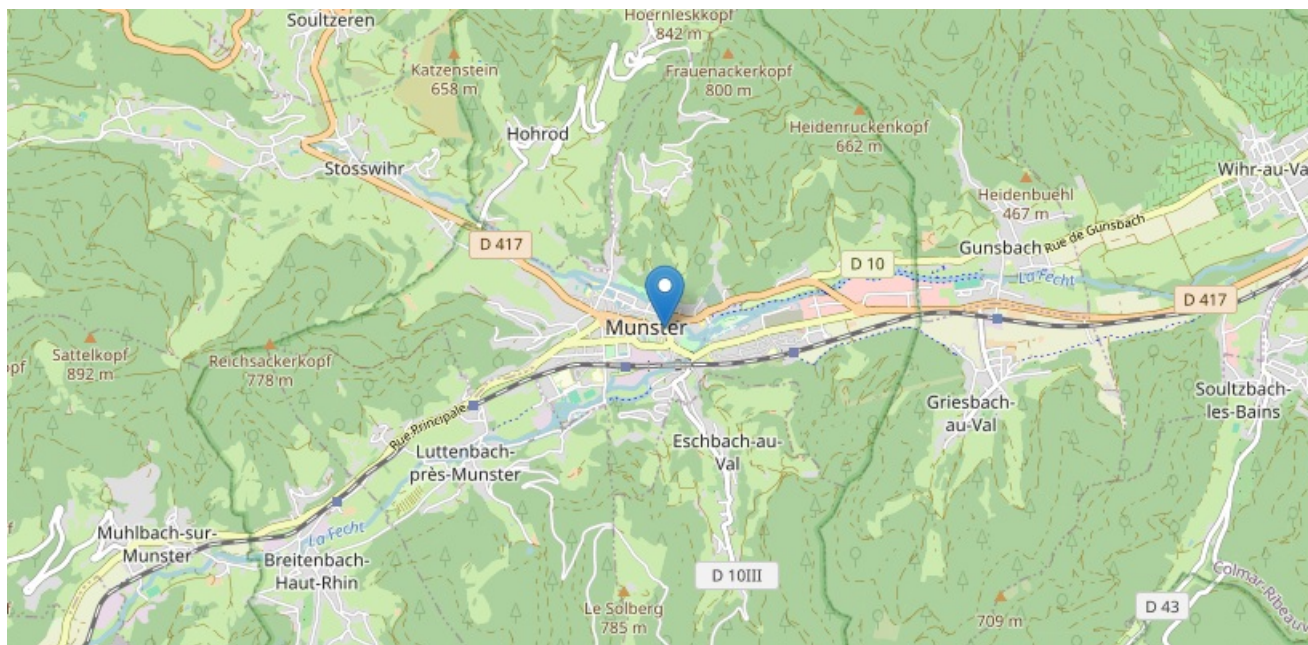 Soultzeren
Hoernleskkopf
842 m
Katzenstein
658 m
Frauenackerkopf
800 m
Hohrod
Heidenruckenkopf
662 m
Stosswihr
Wihr-au-Va
Heidenbuehl
467 m
D 417
Gunsbach
Rue de Gunsbach
D 10
La Fecht
D 417
Munster
Sattelkopf
892 m
Reichsackerkopf
778 m
opf
Soultzbach-
les-Bains
Griesbach-
au-Val
Rue Principale
Luttenbach-
près-Munster
Eschbach-au-
Val
La Fecht
Muhlbach-sur-
Munster
Breitenbach-
Haut-Rhin
D 10III
Le Solberg
785 m
709 m
D 43
Colmar-Ribeauv